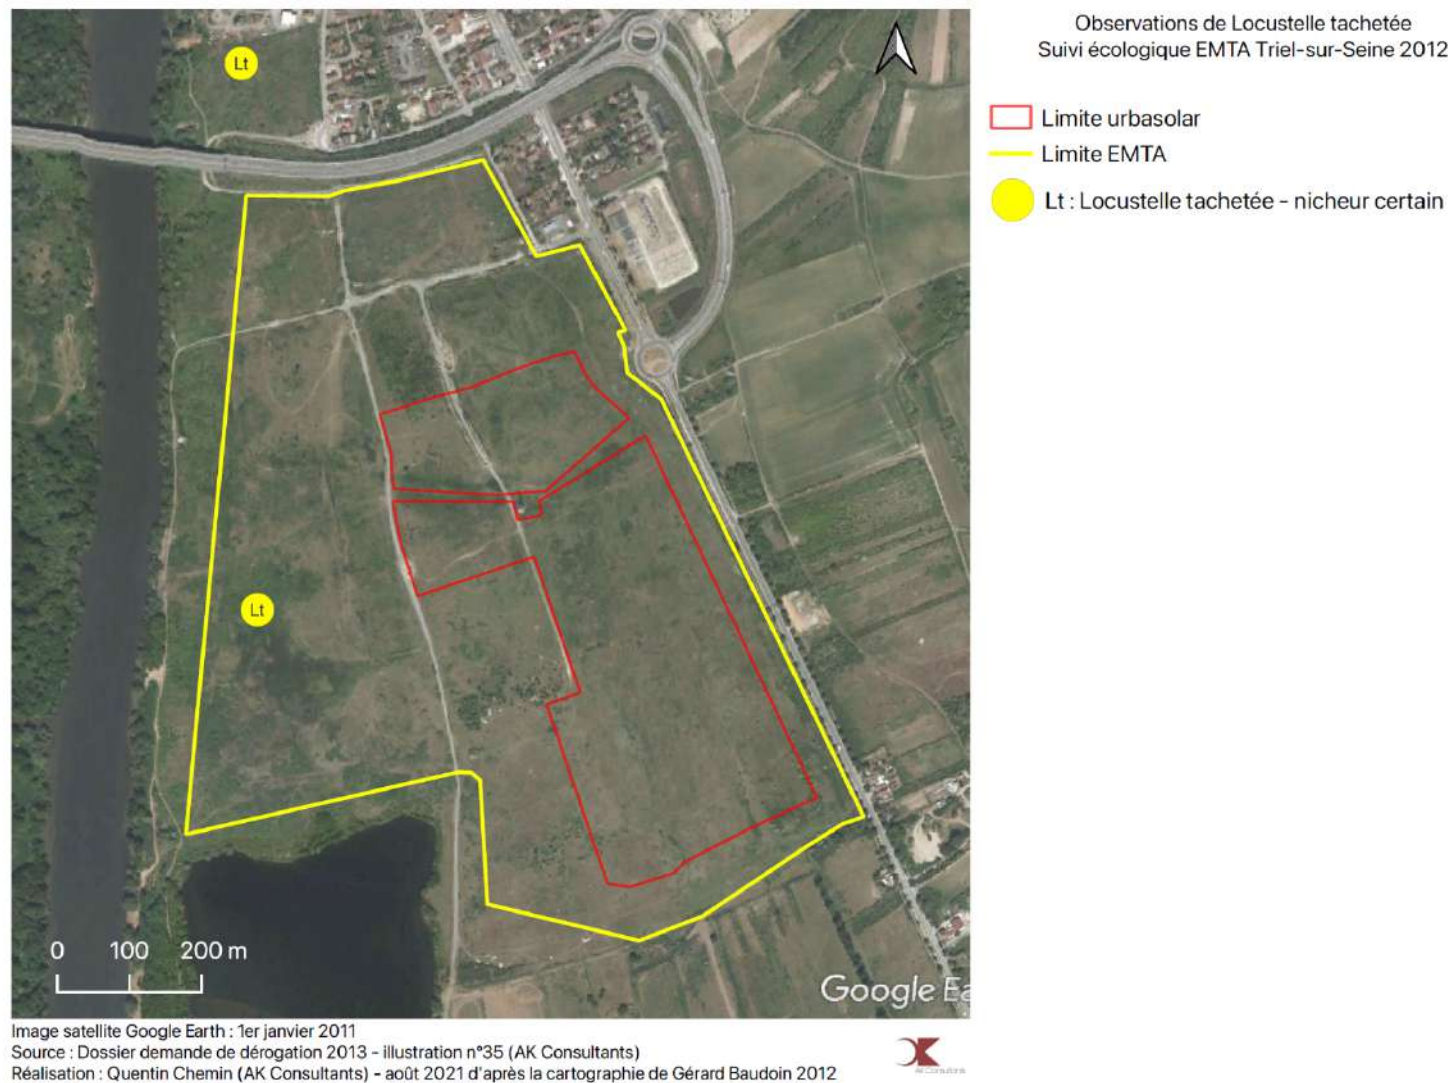 Observations de Locustelle tachetée
Suivi écologique EMTA Triel-sur-Seine 2012
Limite urbasolar
Limite EMTA
Lt : Locustelle tachetée - nicheur certain
Lt
Lt
0 100 200 m
Google Ea
Image satellite Google Earth : 1er janvier 2011
Source : Dossier demande de dérogation 2013 - illustration n°35 (AK Consultants)
Réalisation : Quentin Chemin (AK Consultants) - août 2021 d'après la cartographie de Gérard Baudoin 2012
AK Consultants